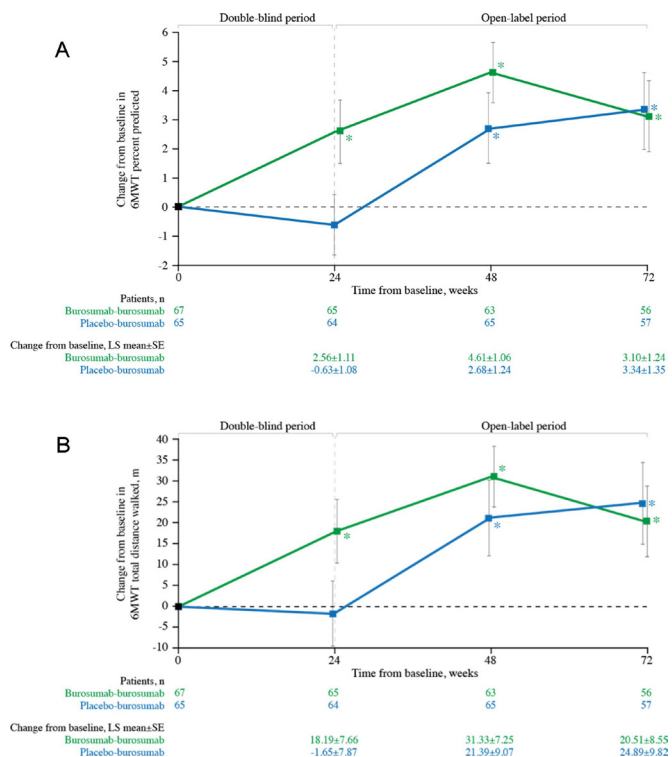 A
Double-blind period
Open-label period
Change from baseline in
6MWT percent predicted
6
5
4
3
2
1
0
-1
-2
*
*
*
*
*
0
24
48
72
Time from baseline, weeks
Patients, n
Burosumab-burosumab 67 65 63 56
Placebo-burosumab 65 64 65 57
Change from baseline, LS mean±SE
Burosumab-burosumab 2.56±1.11 4.61±1.06 3.10±1.24
Placebo-burosumab -0.63±1.08 2.68±1.24 3.34±1.35
B
Double-blind period
Open-label period
Change from baseline in
6MWT total distance walked, m
40
35
30
25
20
15
10
5
0
-5
-10
*
*
*
*
*
0
24
48
72
Time from baseline, weeks
Patients, n
Burosumab-burosumab 67 65 63 56
Placebo-burosumab 65 64 65 57
Change from baseline, LS mean±SE
Burosumab-burosumab 18.19±7.66 31.33±7.25 20.51±8.55
Placebo-burosumab -1.65±7.87 21.39±9.07 24.89±9.82